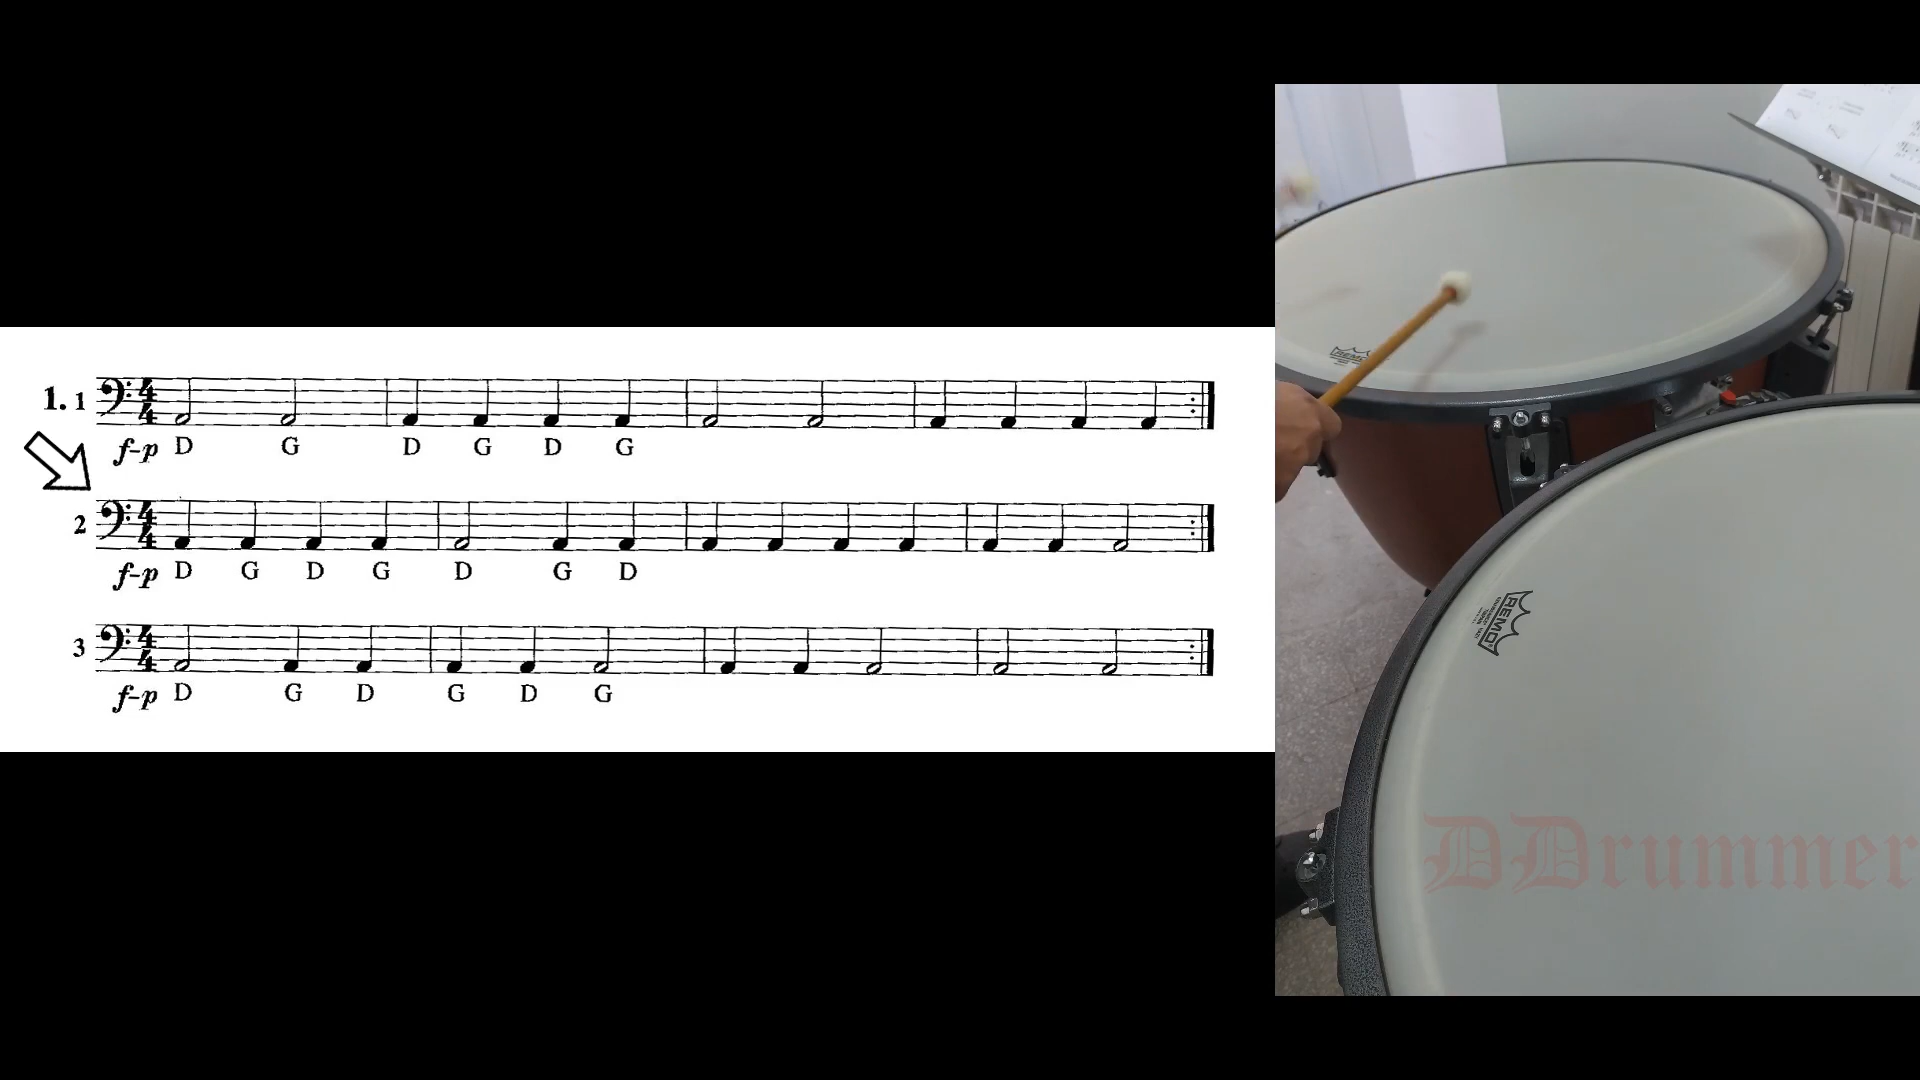 1. 1
f-p D G D G D G
2
f-p D G D G D G D
3
f-p D G D G D G
REMO
REMO
DDrummer